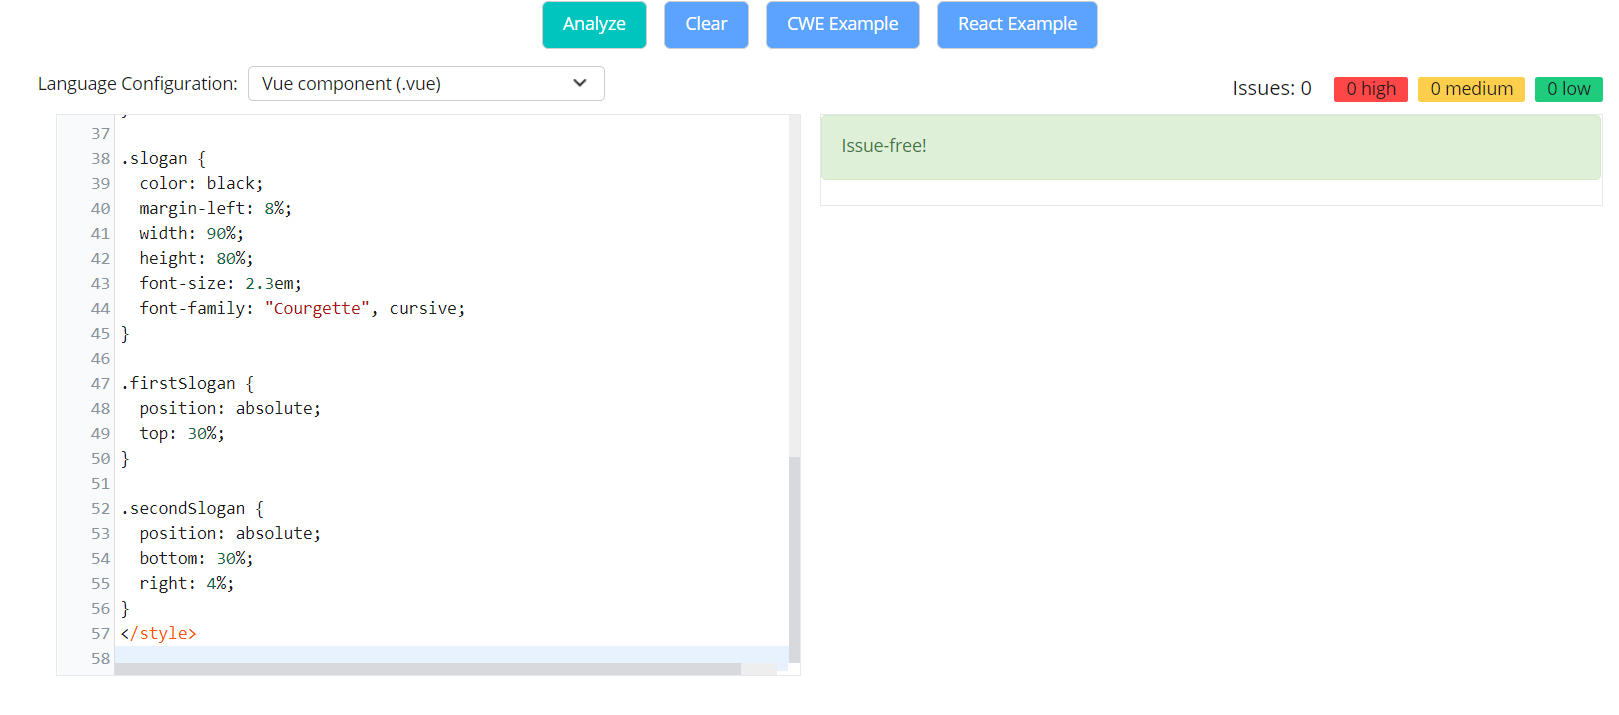 Analyze Clear CWE Example React Example
Language Configuration: Vue component (.vue)
Issues: 0 0 high 0 medium 0 low
37
38 .slogan {
39   color: black;
40   margin-left: 8%;
41   width: 90%;
42   height: 80%;
43   font-size: 2.3em;
44   font-family: "Courgette", cursive;
45 }
46
47 .firstSlogan {
48   position: absolute;
49   top: 30%;
50 }
51
52 .secondSlogan {
53   position: absolute;
54   bottom: 30%;
55   right: 4%;
56 }
57 </style>
58
Issue-free!